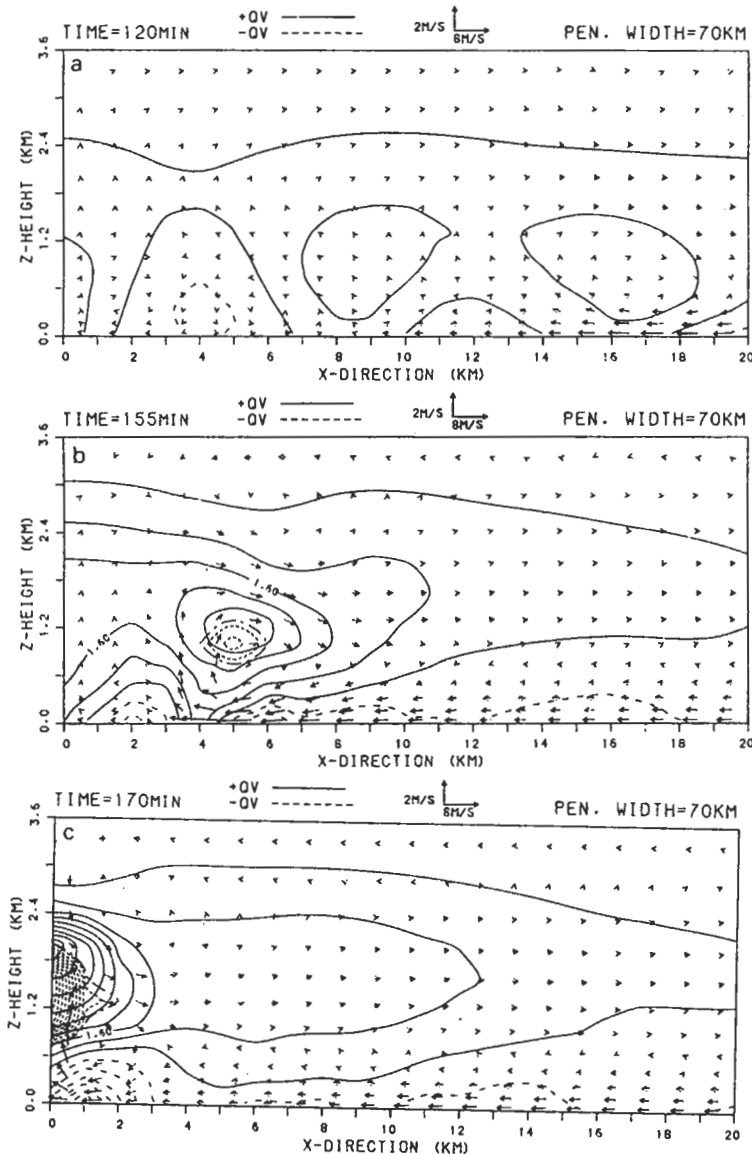 +QV
-QV
2M/S
6M/S
TIME=120MIN
PEN. WIDTH=70KM
a
3.6
2.4
1.2
0.0
Z-HEIGHT (KM)
0 2 4 6 8 10 12 14 16 18 20
X-DIRECTION (KM)
+QV
-QV
2M/S
8M/S
TIME=155MIN
PEN. WIDTH=70KM
b
3.6
2.4
1.2
0.0
Z-HEIGHT (KM)
1.60
1.60
0 2 4 6 8 10 12 14 16 18 20
X-DIRECTION (KM)
+QV
-QV
2M/S
8M/S
TIME=170MIN
PEN. WIDTH=70KM
c
3.6
2.4
1.2
0.0
Z-HEIGHT (KM)
1.60
0 2 4 6 8 10 12 14 16 18 20
X-DIRECTION (KM)